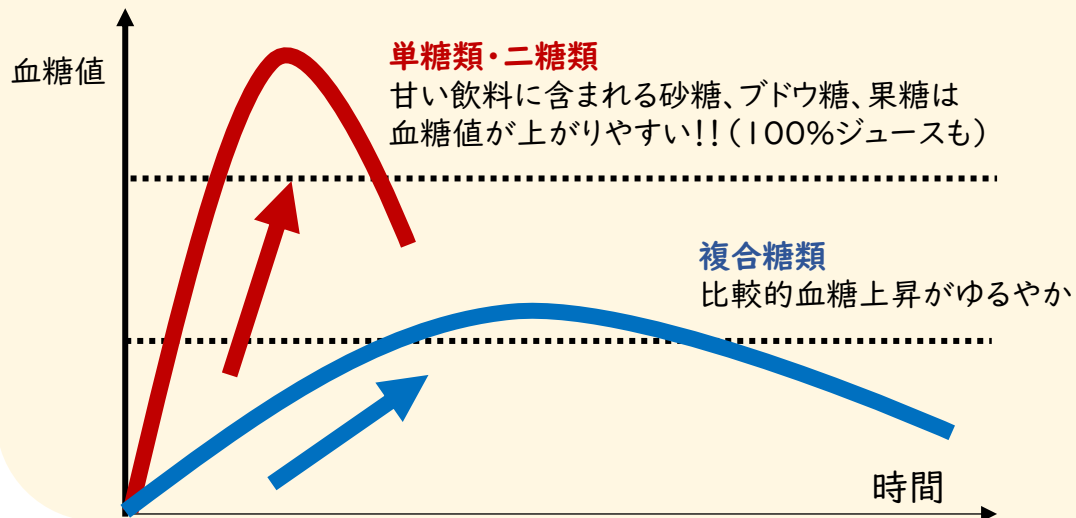 血糖値
単糖類・二糖類
甘い飲料に含まれる砂糖、ブドウ糖、果糖は
血糖値が上がりやすい!!(100%ジュースも)
複合糖類
比較的血糖上昇がゆるやか
時間